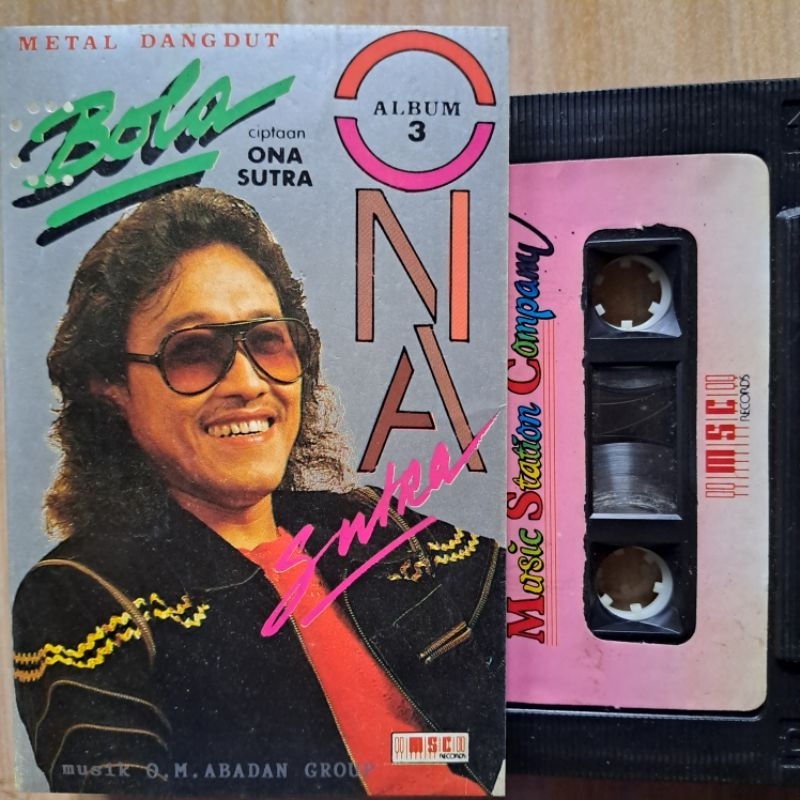 METAL DANGDUT
Bola
ciptaan
ONA
SUTRA
ALBUM
3
ONA
Sutra
musik O.M.ABADAN GROUP
MSC
RECORDS
Music Station Company
MSC
RECORDS